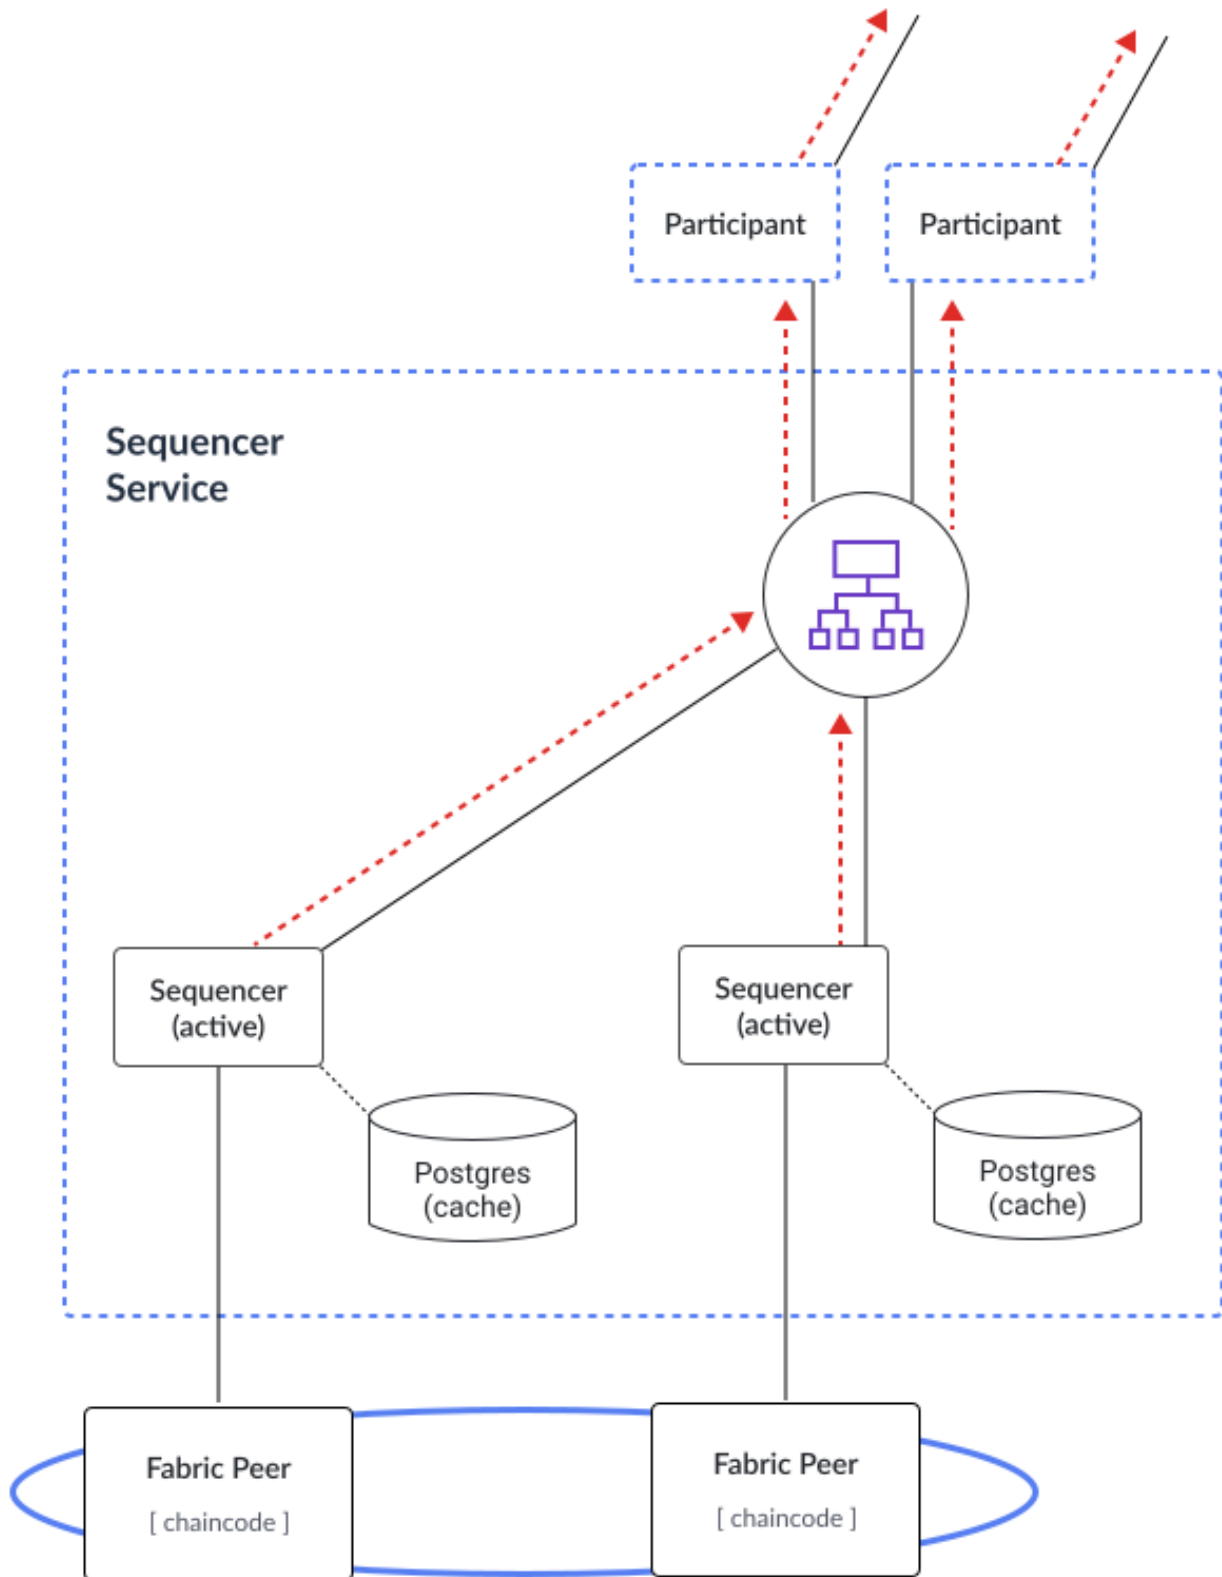 Participant
Participant
Sequencer
Service
Sequencer
(active)
Sequencer
(active)
Postgres
(cache)
Postgres
(cache)
Fabric Peer
[ chaincode ]
Fabric Peer
[ chaincode ]